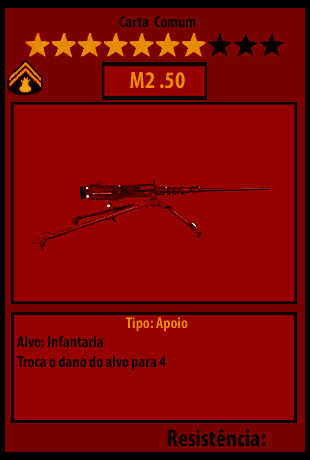 Carta Comum
M2 .50
Tipo: Apoio
Alvo: Infantaria
Troca o dano do alvo para 4
Resistência: